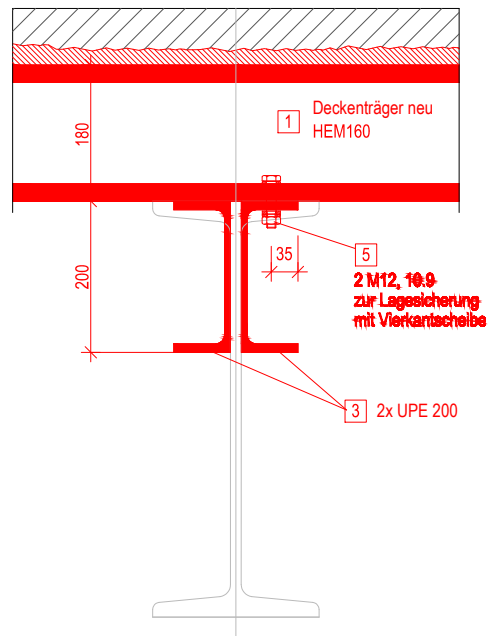 180
1 Deckenträger neu
HEM160
200
35
5
2 M12, 10.9
zur Lagesicherung
mit Vierkantscheibe
3 2x UPE 200